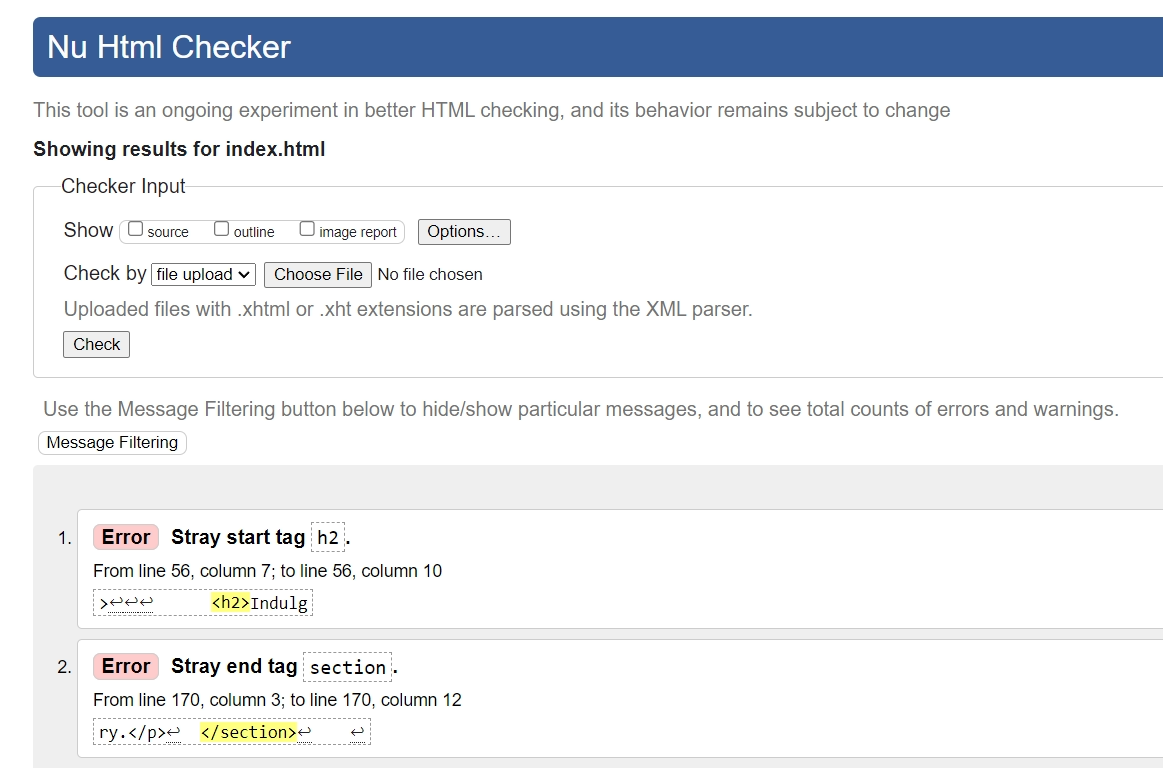 Nu Html Checker
This tool is an ongoing experiment in better HTML checking, and its behavior remains subject to change
Showing results for index.html
Checker Input
Show source outline image report Options...
Check by file upload Choose File No file chosen
Uploaded files with .xhtml or .xht extensions are parsed using the XML parser.
Check
Use the Message Filtering button below to hide/show particular messages, and to see total counts of errors and warnings.
Message Filtering
1. Error Stray start tag h2.
From line 56, column 7; to line 56, column 10
>↩↩↩ <h2>Indulg
2. Error Stray end tag section.
From line 170, column 3; to line 170, column 12
ry.</p>↩ </section>↩ ↩